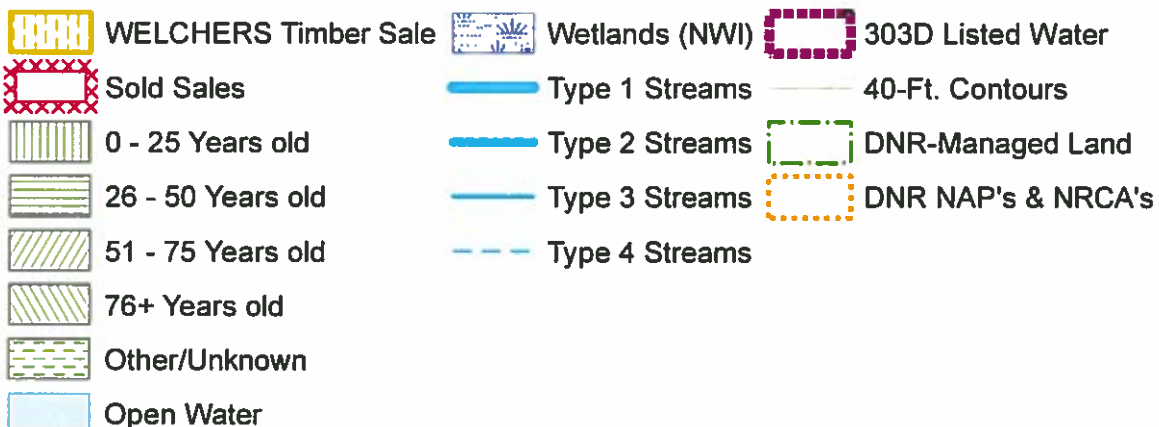 WELCHERS Timber Sale
Sold Sales
0 - 25 Years old
26 - 50 Years old
51 - 75 Years old
76+ Years old
Other/Unknown
Open Water
Wetlands (NWI)
Type 1 Streams
Type 2 Streams
Type 3 Streams
Type 4 Streams
303D Listed Water
40-Ft. Contours
DNR-Managed Land
DNR NAP's & NRCA's